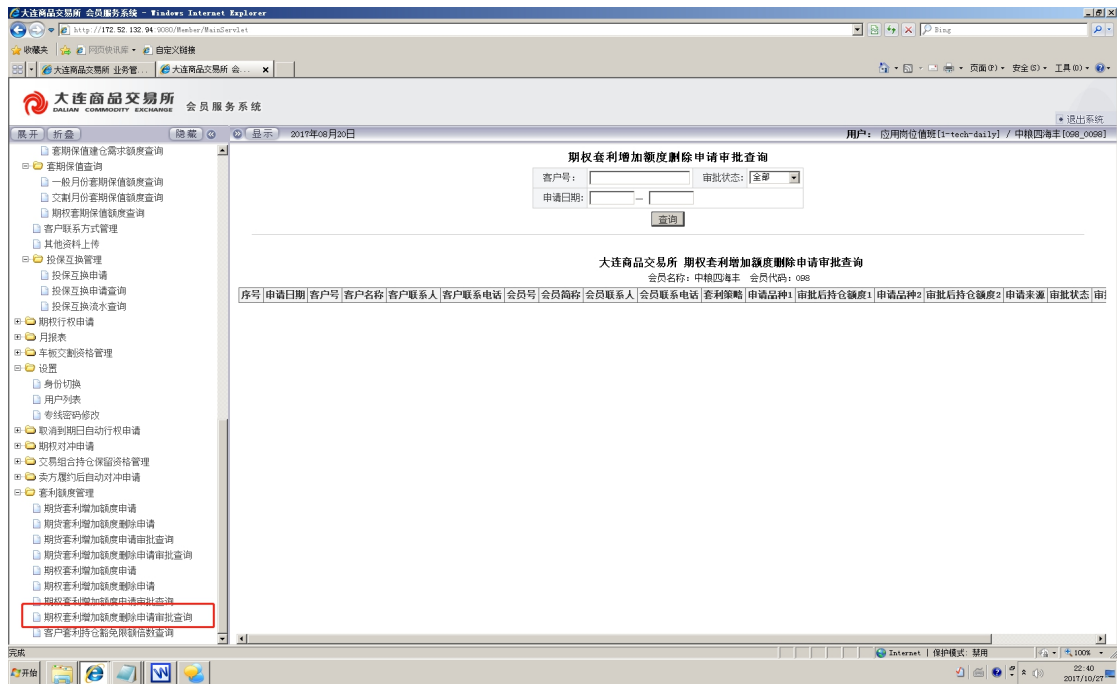 大连商品交易所 会员服务系统 - Windows Internet Explorer
http://172.52.132.94:9080/Member/MainServlet
Bing
收藏夹 网页快讯库 自定义链接
大连商品交易所 业务管... 大连商品交易所 会... 页面(P) 安全(S) 工具(O)
大连商品交易所 会员服务系统
DALIAN COMMODITY EXCHANGE
退出系统
展开 折叠 隐藏 显示 2017年08月20日 用户: 应用岗位值班[1-tech-daily] / 中粮四海丰[098_0098]
套期保值建仓需求额度查询
套期保值查询
一般月份套期保值额度查询
交割月份套期保值额度查询
期权套期保值额度查询
客户联系方式管理
其他资料上传
投保互换管理
投保互换申请
投保互换申请查询
投保互换流水查询
期权行权申请
月报表
车板交割资格管理
设置
身份切换
用户列表
专线密码修改
取消到期日自动行权申请
期权对冲申请
交易组合持仓保留资格管理
卖方履约后自动对冲申请
套利额度管理
期货套利增加额度申请
期货套利增加额度删除申请
期货套利增加额度申请审批查询
期货套利增加额度删除申请审批查询
期权套利增加额度申请
期权套利增加额度删除申请
期权套利增加额度申请审批查询
期权套利增加额度删除申请审批查询
客户套利持仓豁免限额倍数查询
期权套利增加额度删除申请审批查询
客户号: 审批状态: 全部
申请日期: —
查询
大连商品交易所 期权套利增加额度删除申请审批查询
会员名称: 中粮四海丰 会员代码: 098
序号 申请日期 客户号 客户名称 客户联系人 客户联系电话 会员号 会员简称 会员联系人 会员联系电话 套利策略 申请品种1 审批后持仓额度1 申请品种2 审批后持仓额度2 申请来源 审批状态
完成 Internet | 保护模式: 禁用 100%
开始 22:40
2017/10/27